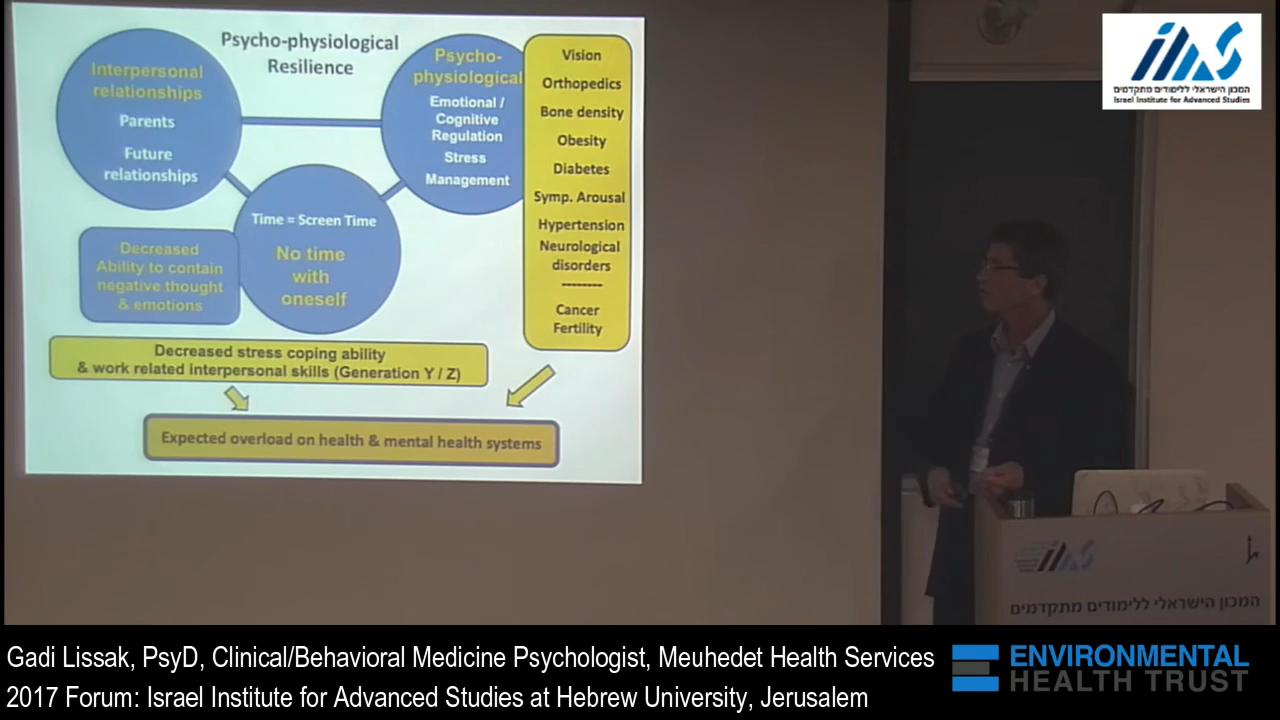 Psycho-physiological
Resilience
Interpersonal
relationships
Parents
Future
relationships
Psycho-
physiological
Emotional /
Cognitive
Regulation
Stress
Management
Vision
Orthopedics
Bone density
Obesity
Diabetes
Symp. Arousal
Hypertension
Neurological
disorders
--------
Cancer
Fertility
Time = Screen Time
No time
with
oneself
Decreased
Ability to contain
negative thought
& emotions
Decreased stress coping ability
& work related interpersonal skills (Generation Y / Z)
Expected overload on health & mental health systems
ias
המכון הישראלי ללימודים מתקדמים
Israel Institute for Advanced Studies
ias
המכון הישראלי ללימודים מתקדמים
Gadi Lissak, PsyD, Clinical/Behavioral Medicine Psychologist, Meuhedet Health Services
2017 Forum: Israel Institute for Advanced Studies at Hebrew University, Jerusalem
ENVIRONMENTAL
HEALTH TRUST